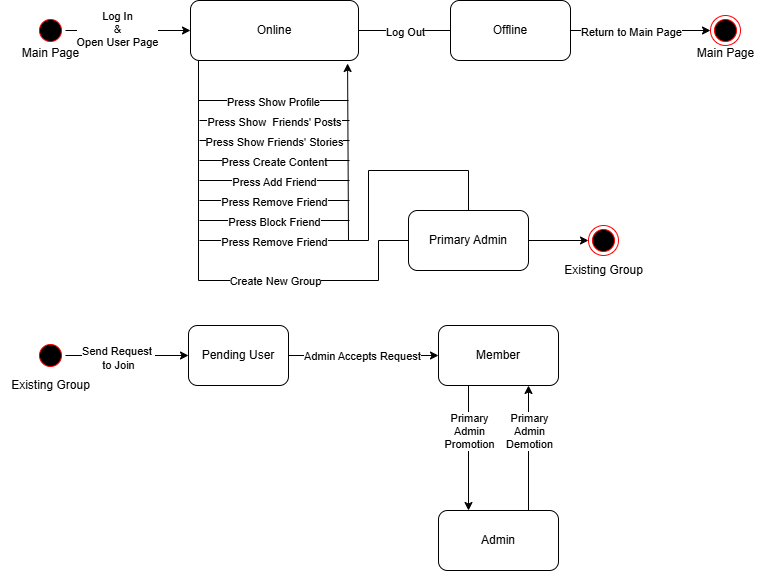 Log In
&
Open User Page
Main Page
Online
Log Out
Offline
Return to Main Page
Main Page
Press Show Profile
Press Show  Friends' Posts
Press Show Friends' Stories
Press Create Content
Press Add Friend
Press Remove Friend
Press Block Friend
Press Remove Friend
Create New Group
Primary Admin
Existing Group
Existing Group
Send Request
to Join
Pending User
Admin Accepts Request
Member
Primary
Admin
Promotion
Primary
Admin
Demotion
Admin